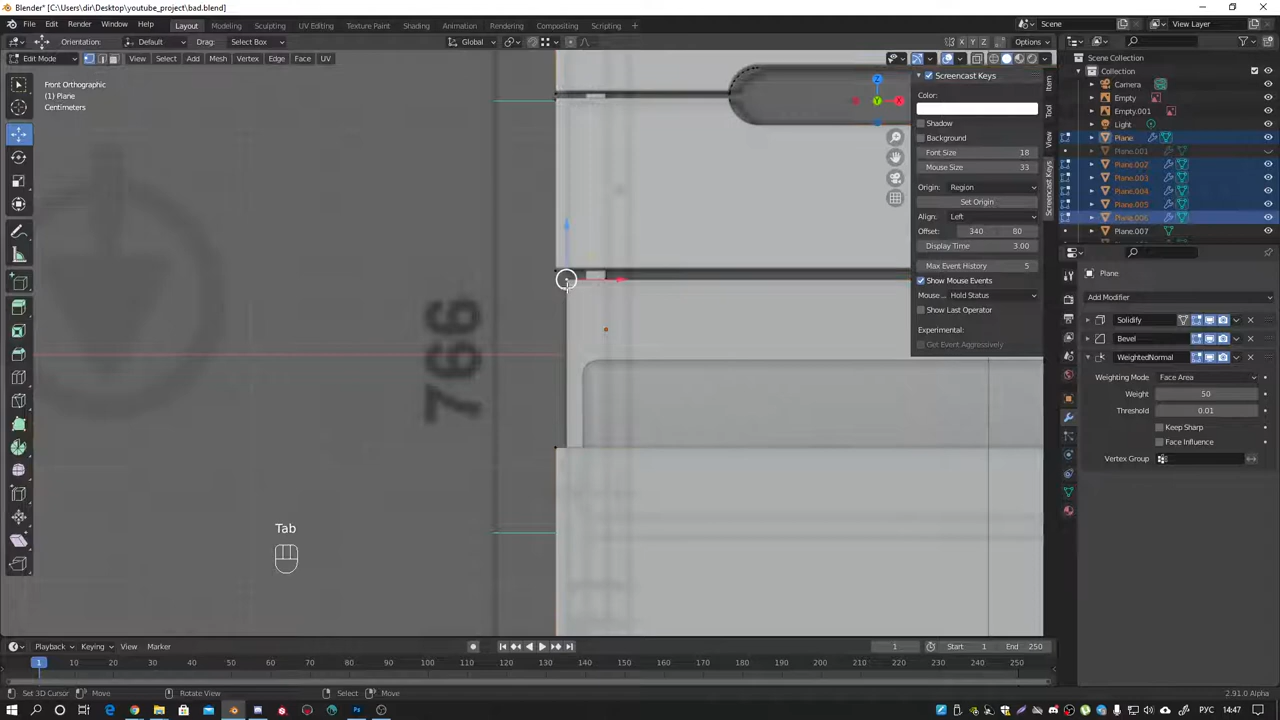 Blender* [C:\Users\dir\Desktop\youtube_project\bad.blend]
File Edit Render Window Help Layout Modeling Sculpting UV Editing Texture Paint Shading Animation Rendering Compositing Scripting Scene View Layer
Orientation: Default Drag: Select Box Global X Y Z Options
Edit Mode View Select Add Mesh Vertex Edge Face UV
Front Orthographic
(1) Plane
Centimeters
Z
X
Y
766
Tab
Screencast Keys
Color:
Shadow
Background
Font Size 18
Mouse Size 33
Origin: Region
Set Origin
Align: Left
Offset: 340 80
Display Time 3.00
Max Event History 5
Show Mouse Events
Mouse... Hold Status
Show Last Operator
Experimental:
Get Event Aggressively
Item
Tool
View
Screencast Keys
Scene Collection
Collection
Camera
Empty
Empty.001
Light
Plane
Plane.001
Plane.002
Plane.003
Plane.004
Plane.005
Plane.006
Plane.007
Plane
Add Modifier
Solidify
Bevel
WeightedNormal
Weighting Mode Face Area
Weight 50
Threshold 0.01
Keep Sharp
Face Influence
Vertex Group
Playback Keying View Marker 1 Start 1 End 250
1 10 20 30 40 50 60 70 80 90 100 110 120 130 140 150 160 170 180 190 200 210 220 230 240 250
Set 3D Cursor Move Rotate View Select Move 2.91.0 Alpha
РУС 14:47